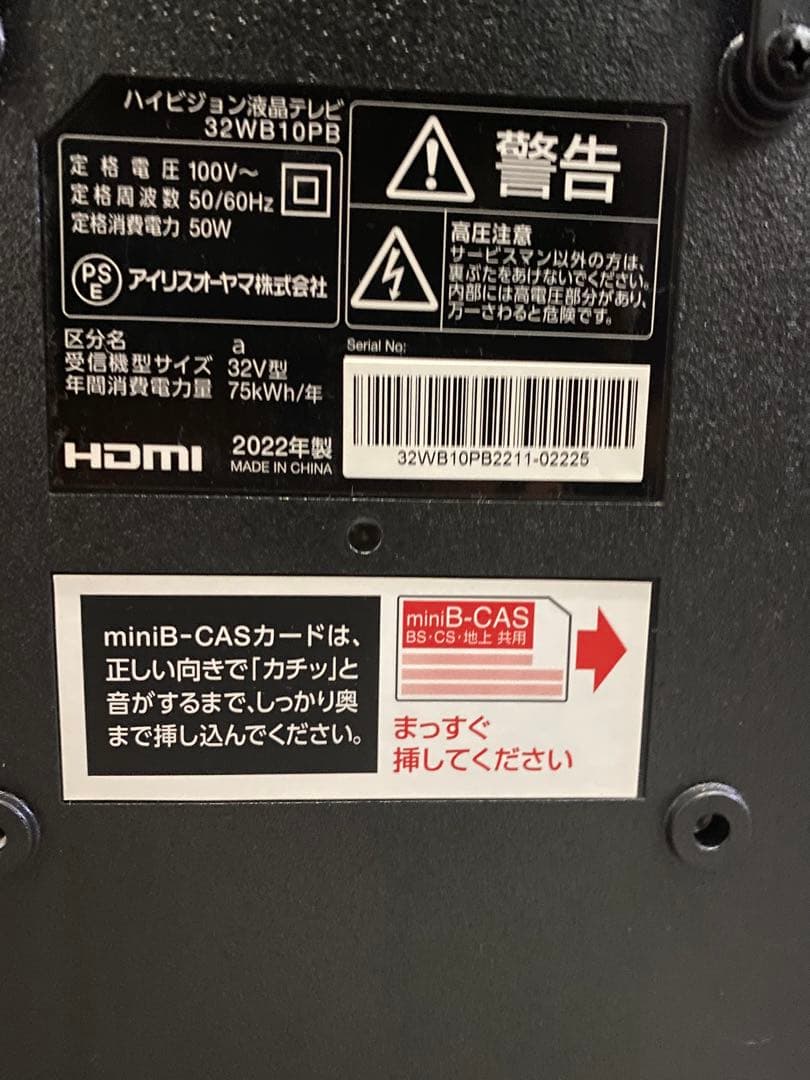 ハイビジョン液晶テレビ
32WB10PB
定格電圧 100V～
定格周波数 50/60Hz
定格消費電力 50W
PS
E
アイリスオーヤマ株式会社
警告
高圧注意
サービスマン以外の方は、
裏ぶたをあけないでください。
内部には高電圧部分があり、
万一さわると危険です。
区分名 a
受信機型サイズ 32V型
年間消費電力量 75kWh/年
HDMI
2022年製
MADE IN CHINA
Serial No:
32WB10PB2211-02225
miniB-CASカードは、
正しい向きで「カチッ」と
音がするまで、しっかり奥
まで挿し込んでください。
miniB-CAS
BS・CS・地上 共用
まっすぐ
挿してください